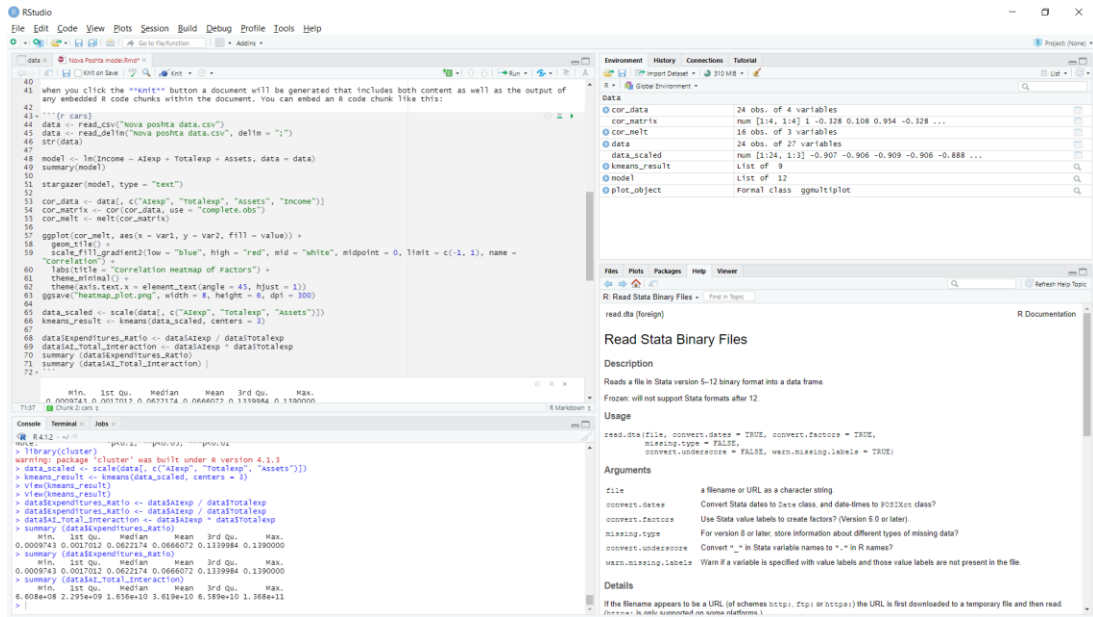 RStudio
File Edit Code View Plots Session Build Debug Profile Tools Help
Go to file/function Addins
Project: (None)
data Nova Poshta model.Rmd*
Knit on Save Knit Run
40
41 when you click the **Knit** button a document will be generated that includes both content as well as the output of
any embedded R code chunks within the document. You can embed an R code chunk like this:
42
43 ```{r cars}
44 data <- read_csv("Nova poshta data.csv")
45 data <- read_delim("Nova poshta data.csv", delim = ";")
46 str(data)
47
48 model <- lm(Income ~ AIexp + Totalexp + Assets, data = data)
49 summary(model)
50
51 stargazer(model, type = "text")
52
53 cor_data <- data[, c("AIexp", "Totalexp", "Assets", "Income")]
54 cor_matrix <- cor(cor_data, use = "complete.obs")
55 cor_melt <- melt(cor_matrix)
56
57 ggplot(cor_melt, aes(x = Var1, y = Var2, fill = value)) +
58 geom_tile() +
59 scale_fill_gradient2(low = "blue", high = "red", mid = "white", midpoint = 0, limit = c(-1, 1), name =
"Correlation") +
60 labs(title = "Correlation Heatmap of Factors") +
61 theme_minimal() +
62 theme(axis.text.x = element_text(angle = 45, hjust = 1))
63 ggsave("heatmap_plot.png", width = 8, height = 6, dpi = 300)
64
65 data_scaled <- scale(data[, c("AIexp", "Totalexp", "Assets")])
66 kmeans_result <- kmeans(data_scaled, centers = 3)
67
68 data$Expenditures_Ratio <- data$AIexp / data$Totalexp
69 data$AI_Total_Interaction <- data$AIexp * data$Totalexp
70 summary (data$Expenditures_Ratio)
71 summary (data$AI_Total_Interaction)
72 ```
Min. 1st Qu. Median Mean 3rd Qu. Max.
0.0009743 0.0017012 0.0622174 0.0666072 0.1339984 0.1390000
71:37 Chunk 2: cars R Markdown
Console Terminal Jobs
R 4.1.2 · ~/
Note: *p<0.1; **p<0.05; ***p<0.01
> library(cluster)
Warning: package 'cluster' was built under R version 4.1.3
> data_scaled <- scale(data[, c("AIexp", "Totalexp", "Assets")])
> kmeans_result <- kmeans(data_scaled, centers = 3)
> View(kmeans_result)
> View(kmeans_result)
> data$Expenditures_Ratio <- data$AIexp / data$Totalexp
> data$Expenditures_Ratio <- data$AIexp / data$Totalexp
> data$AI_Total_Interaction <- data$AIexp * data$Totalexp
> summary (data$Expenditures_Ratio)
Min. 1st Qu. Median Mean 3rd Qu. Max.
0.0009743 0.0017012 0.0622174 0.0666072 0.1339984 0.1390000
> summary (data$Expenditures_Ratio)
Min. 1st Qu. Median Mean 3rd Qu. Max.
0.0009743 0.0017012 0.0622174 0.0666072 0.1339984 0.1390000
> summary (data$AI_Total_Interaction)
Min. 1st Qu. Median Mean 3rd Qu. Max.
6.608e+08 2.295e+09 1.656e+10 3.619e+10 6.589e+10 1.368e+11
>
Environment History Connections Tutorial
Import Dataset 310 MiB List
R Global Environment
Data
cor_data 24 obs. of 4 variables
cor_matrix num [1:4, 1:4] 1 -0.328 0.108 0.954 -0.328 ...
cor_melt 16 obs. of 3 variables
data 24 obs. of 27 variables
data_scaled num [1:24, 1:3] -0.907 -0.906 -0.909 -0.906 -0.888 ...
kmeans_result List of 9
model List of 12
plot_object Formal class ggmultiplot
Files Plots Packages Help Viewer
Refresh Help Topic
R: Read Stata Binary Files Find in Topic
read.dta {foreign} R Documentation
Read Stata Binary Files
Description
Reads a file in Stata version 5–12 binary format into a data frame.
Frozen: will not support Stata formats after 12.
Usage
read.dta(file, convert.dates = TRUE, convert.factors = TRUE,
missing.type = FALSE,
convert.underscore = FALSE, warn.missing.labels = TRUE)
Arguments
file a filename or URL as a character string.
convert.dates Convert Stata dates to Date class, and date-times to POSIXct class?
convert.factors Use Stata value labels to create factors? (Version 6.0 or later).
missing.type For version 8 or later, store information about different types of missing data?
convert.underscore Convert "_" in Stata variable names to "." in R names?
warn.missing.labels Warn if a variable is specified with value labels and those value labels are not present in the file.
Details
If the filename appears to be a URL (of schemes http:, ftp: or https:) the URL is first downloaded to a temporary file and then read.
(https: is only supported on some platforms.)